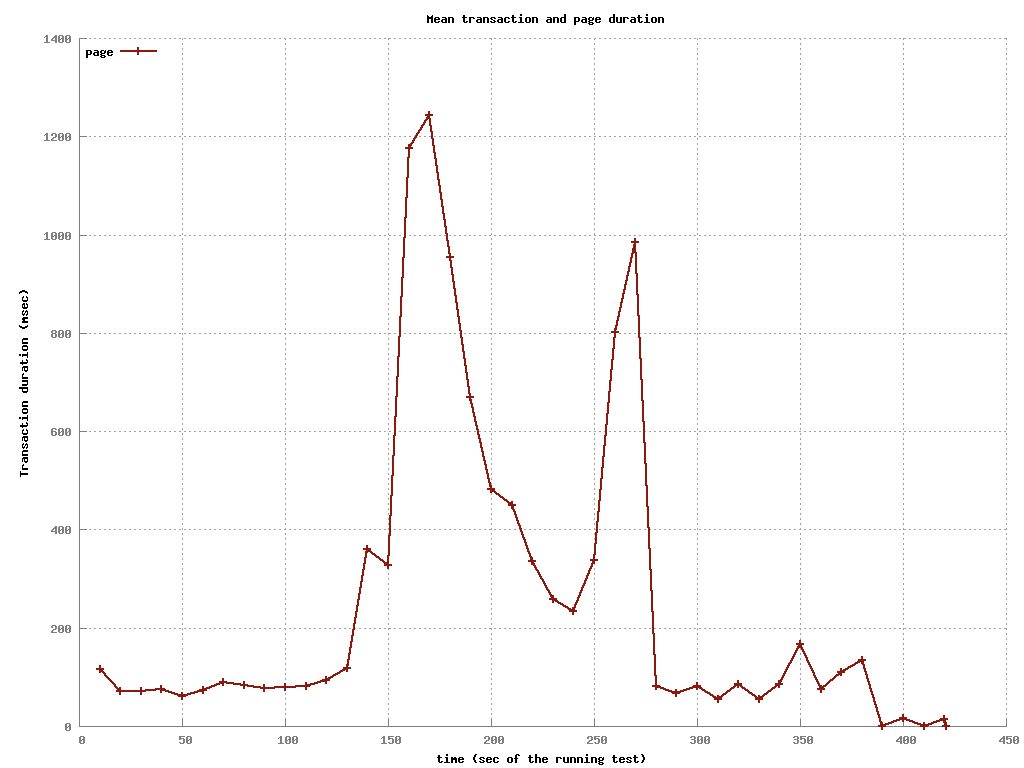 Mean transaction and page duration
1400
page
1200
1000
800
600
400
200
0
Transaction duration (msec)
0 50 100 150 200 250 300 350 400 450
time (sec of the running test)